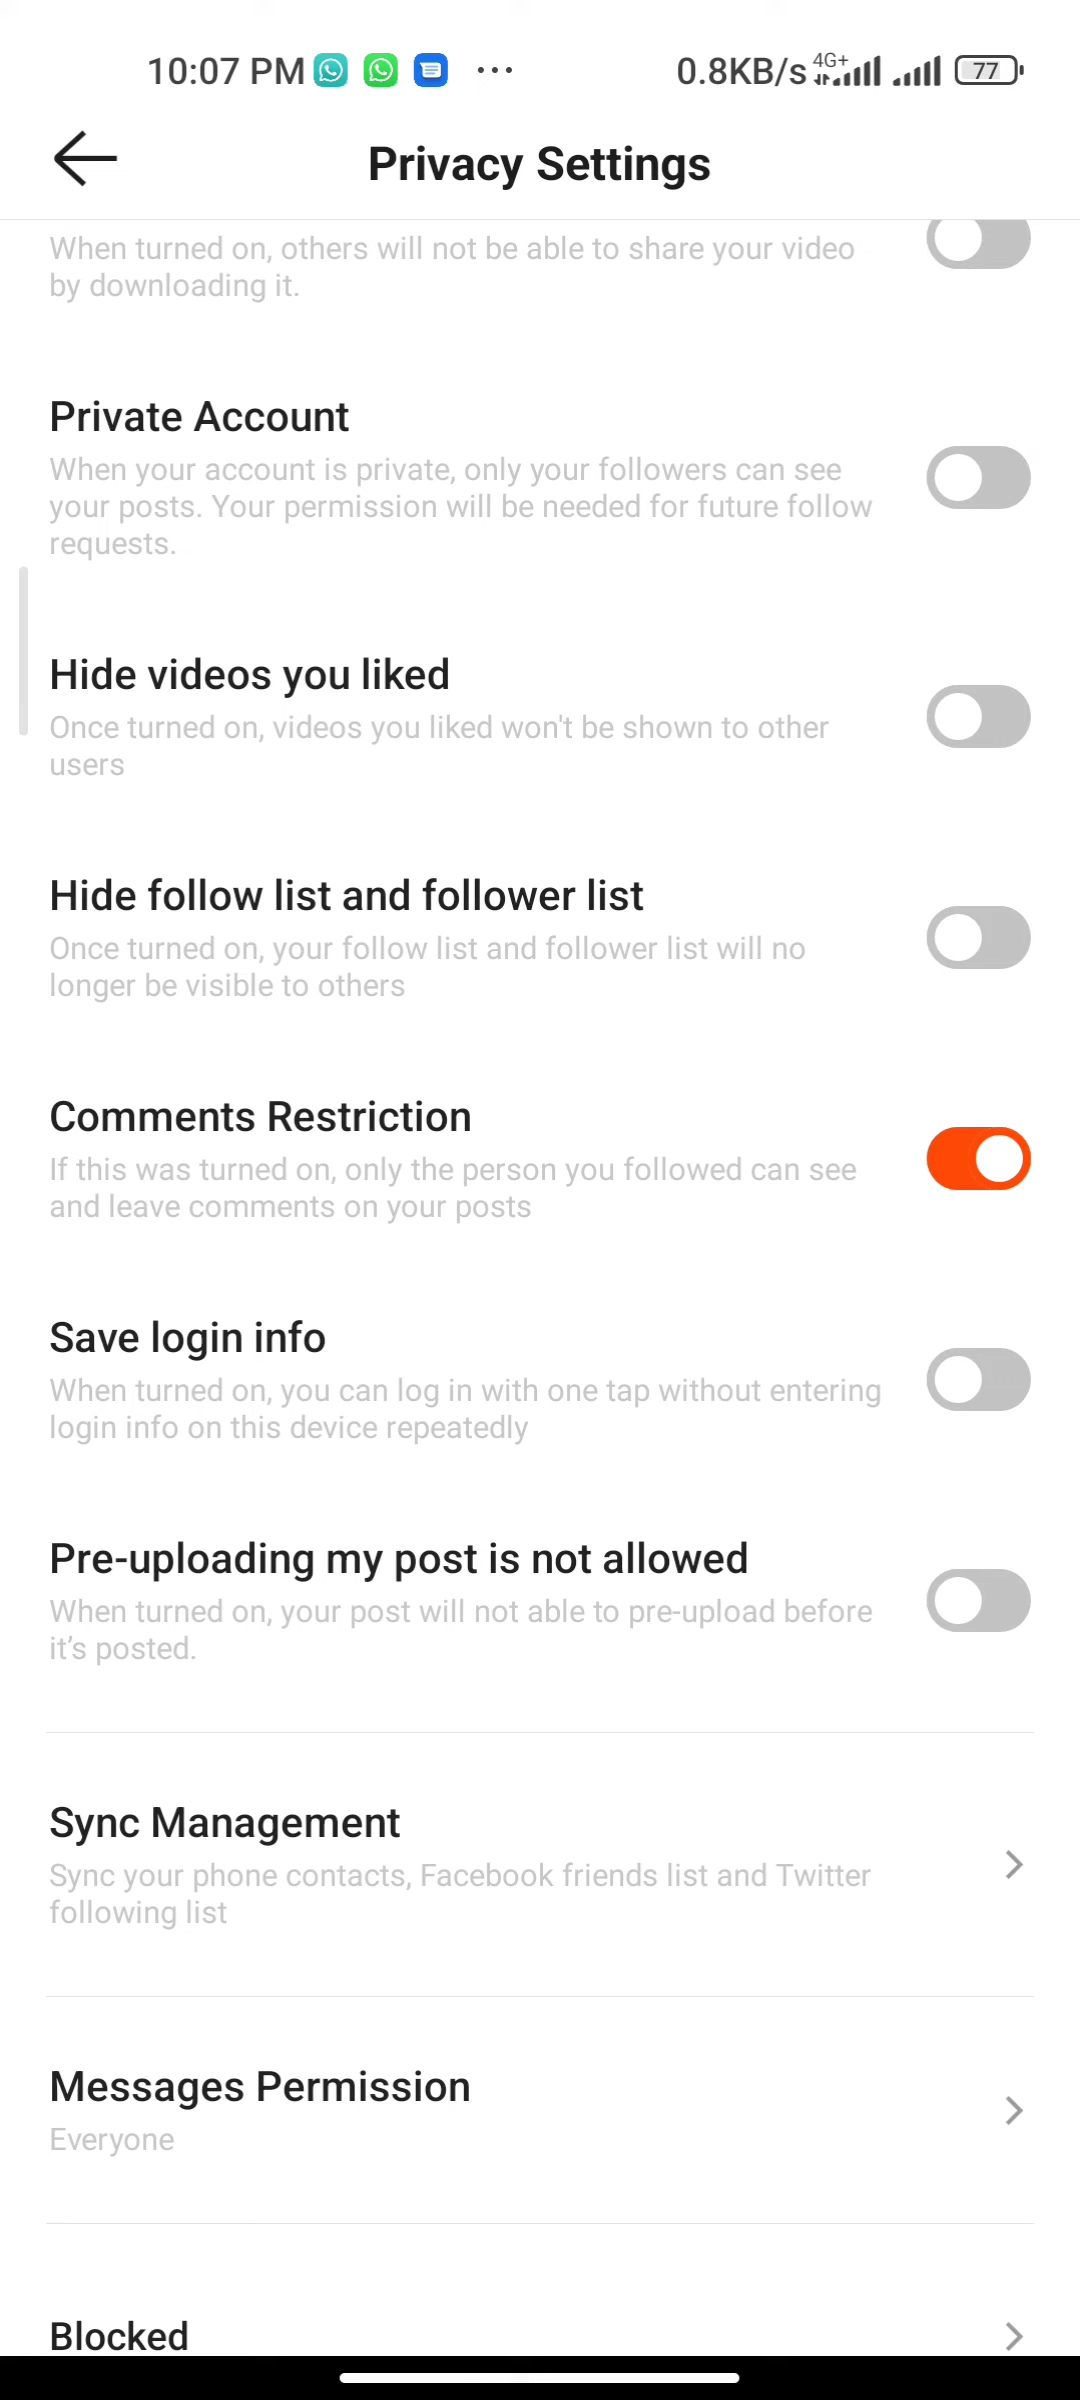 10:07 PM ... 0.8KB/s 4G+ 77
Privacy Settings
When turned on, others will not be able to share your video
by downloading it.
Private Account
When your account is private, only your followers can see
your posts. Your permission will be needed for future follow
requests.
Hide videos you liked
Once turned on, videos you liked won't be shown to other
users
Hide follow list and follower list
Once turned on, your follow list and follower list will no
longer be visible to others
Comments Restriction
If this was turned on, only the person you followed can see
and leave comments on your posts
Save login info
When turned on, you can log in with one tap without entering
login info on this device repeatedly
Pre-uploading my post is not allowed
When turned on, your post will not able to pre-upload before
it’s posted.
Sync Management
Sync your phone contacts, Facebook friends list and Twitter
following list
Messages Permission
Everyone
Blocked